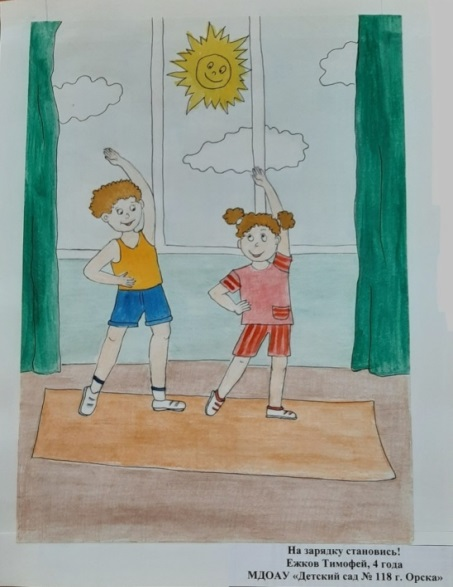 На зарядку становись!
Ежков Тимофей, 4 года
МДОАУ «Детский сад № 118 г. Орска»